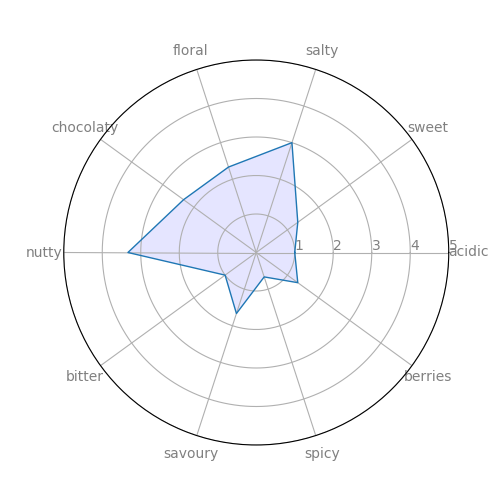 floral
salty
chocolaty
sweet
nutty
1
2
3
4
5
acidic
bitter
berries
savoury
spicy